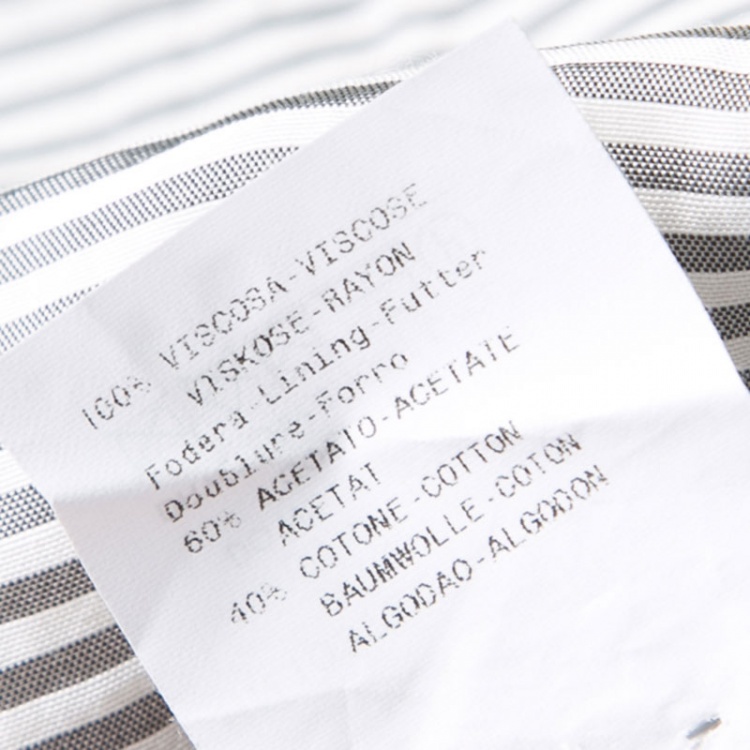 100% VISCOSA-VISCOSE
VISKOSE-RAYON
Fodera-Lining-Futter
Doublure-Forro
60% ACETATO-ACETATE
ACETAT
40% COTONE-COTTON
BAUMWOLLE-COTON
ALGODAO-ALGODON